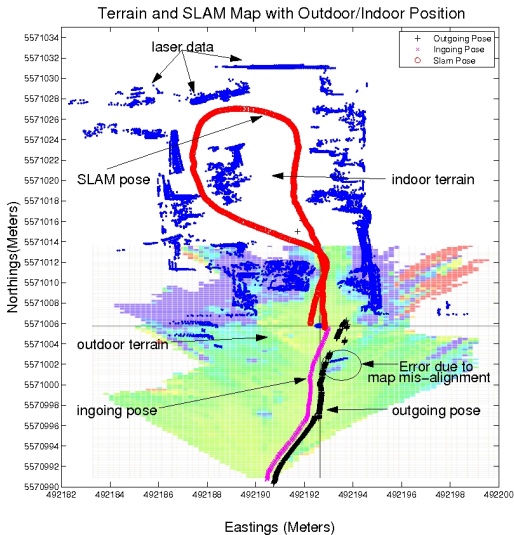 Terrain and SLAM Map with Outdoor/Indoor Position
5571034
Outgoing Pose
Ingoing Pose
Slam Pose
laser data
5571032
5571030
5571028
5571026
5571024
5571022
5571020
SLAM pose
indoor terrain
5571018
5571016
5571014
5571012
5571010
5571008
5571006
5571004
outdoor terrain
5571002
Error due to
map mis-alignment
5571000
5570998
ingoing pose
outgoing pose
5570996
5570994
5570992
5570990
Northings(Meters)
492182 492184 492186 492188 492190 492192 492194 492196 492198 492200
Eastings (Meters)